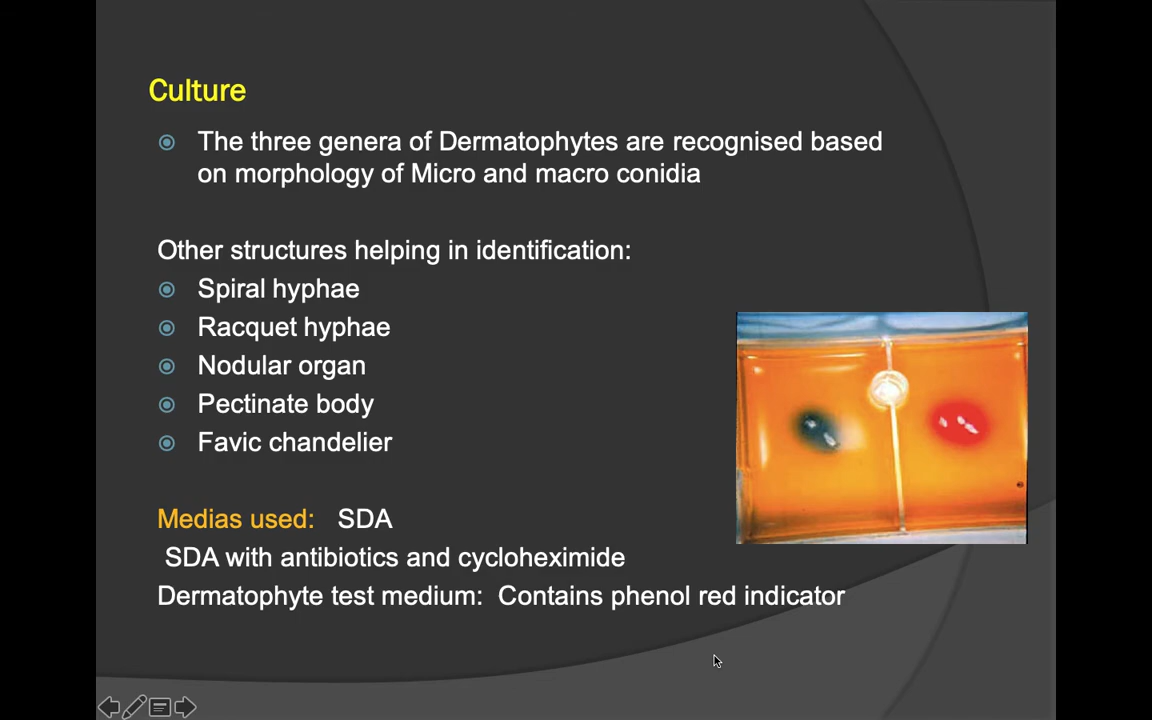 Culture
The three genera of Dermatophytes are recognised based
on morphology of Micro and macro conidia
Other structures helping in identification:
Spiral hyphae
Racquet hyphae
Nodular organ
Pectinate body
Favic chandelier
Medias used: SDA
SDA with antibiotics and cycloheximide
Dermatophyte test medium: Contains phenol red indicator